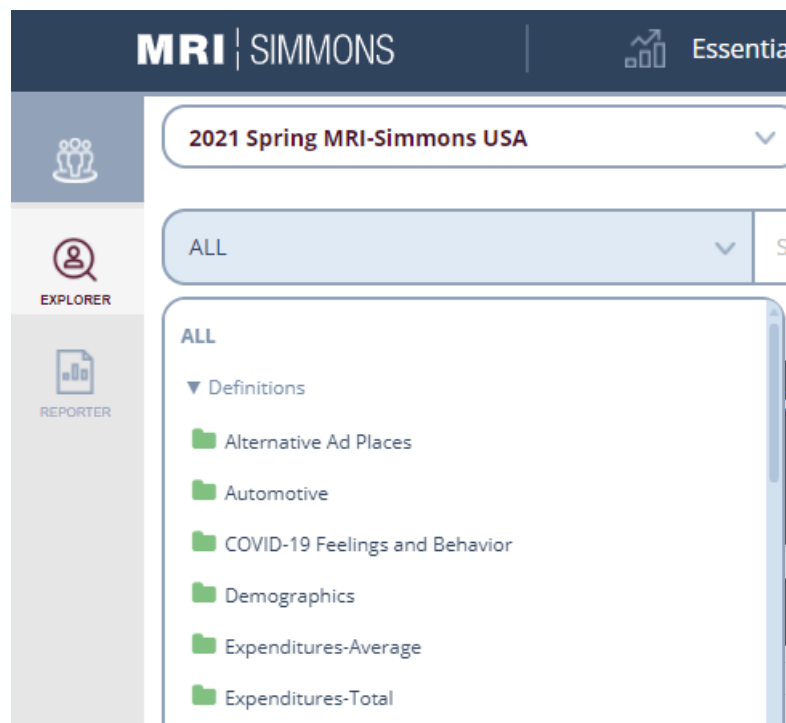 MRI SIMMONS
2021 Spring MRI-Simmons USA
ALL
EXPLORER
ALL
▼ Definitions
REPORTER
Alternative Ad Places
Automotive
COVID-19 Feelings and Behavior
Demographics
Expenditures-Average
Expenditures-Total